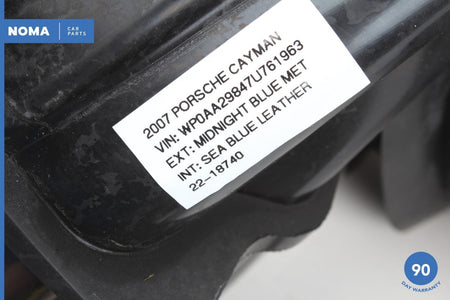 NOMA CAR PARTS
2007 PORSCHE CAYMAN
VIN: WP0AA29847U761963
EXT: MIDNIGHT BLUE MET
INT: SEA BLUE LEATHER
22-18740
90
DAY WARRANTY